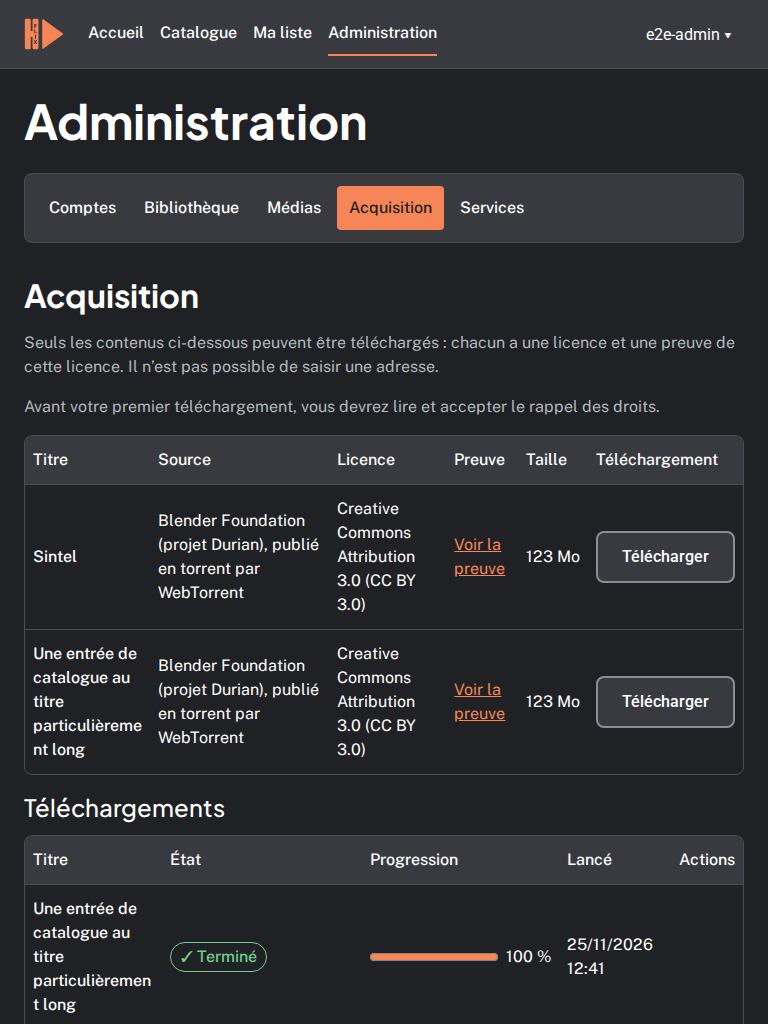 Accueil Catalogue Ma liste Administration e2e-admin ▾
Administration
Comptes Bibliothèque Médias Acquisition Services
Acquisition
Seuls les contenus ci-dessous peuvent être téléchargés : chacun a une licence et une preuve de
cette licence. Il n’est pas possible de saisir une adresse.
Avant votre premier téléchargement, vous devrez lire et accepter le rappel des droits.
Titre Source Licence Preuve Taille Téléchargement
Sintel
Blender Foundation
(projet Durian), publié
en torrent par
WebTorrent
Creative
Commons
Attribution
3.0 (CC BY
3.0)
Voir la
preuve
123 Mo
Télécharger
Une entrée de
catalogue au
titre
particulièreme
nt long
Blender Foundation
(projet Durian), publié
en torrent par
WebTorrent
Creative
Commons
Attribution
3.0 (CC BY
3.0)
Voir la
preuve
123 Mo
Télécharger
Téléchargements
Titre État Progression Lancé Actions
Une entrée de
catalogue au
titre
particulièremen
t long
✓ Terminé
100 %
25/11/2026
12:41